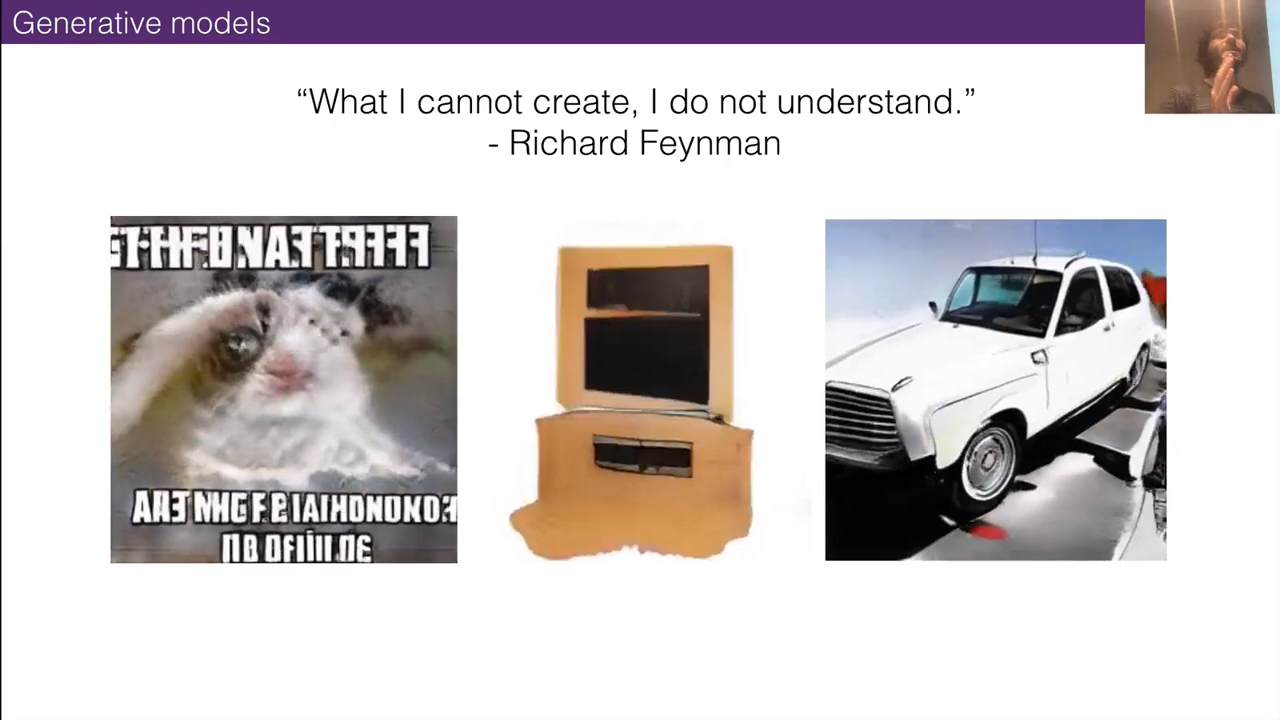 Generative models
“What I cannot create, I do not understand.”
- Richard Feynman